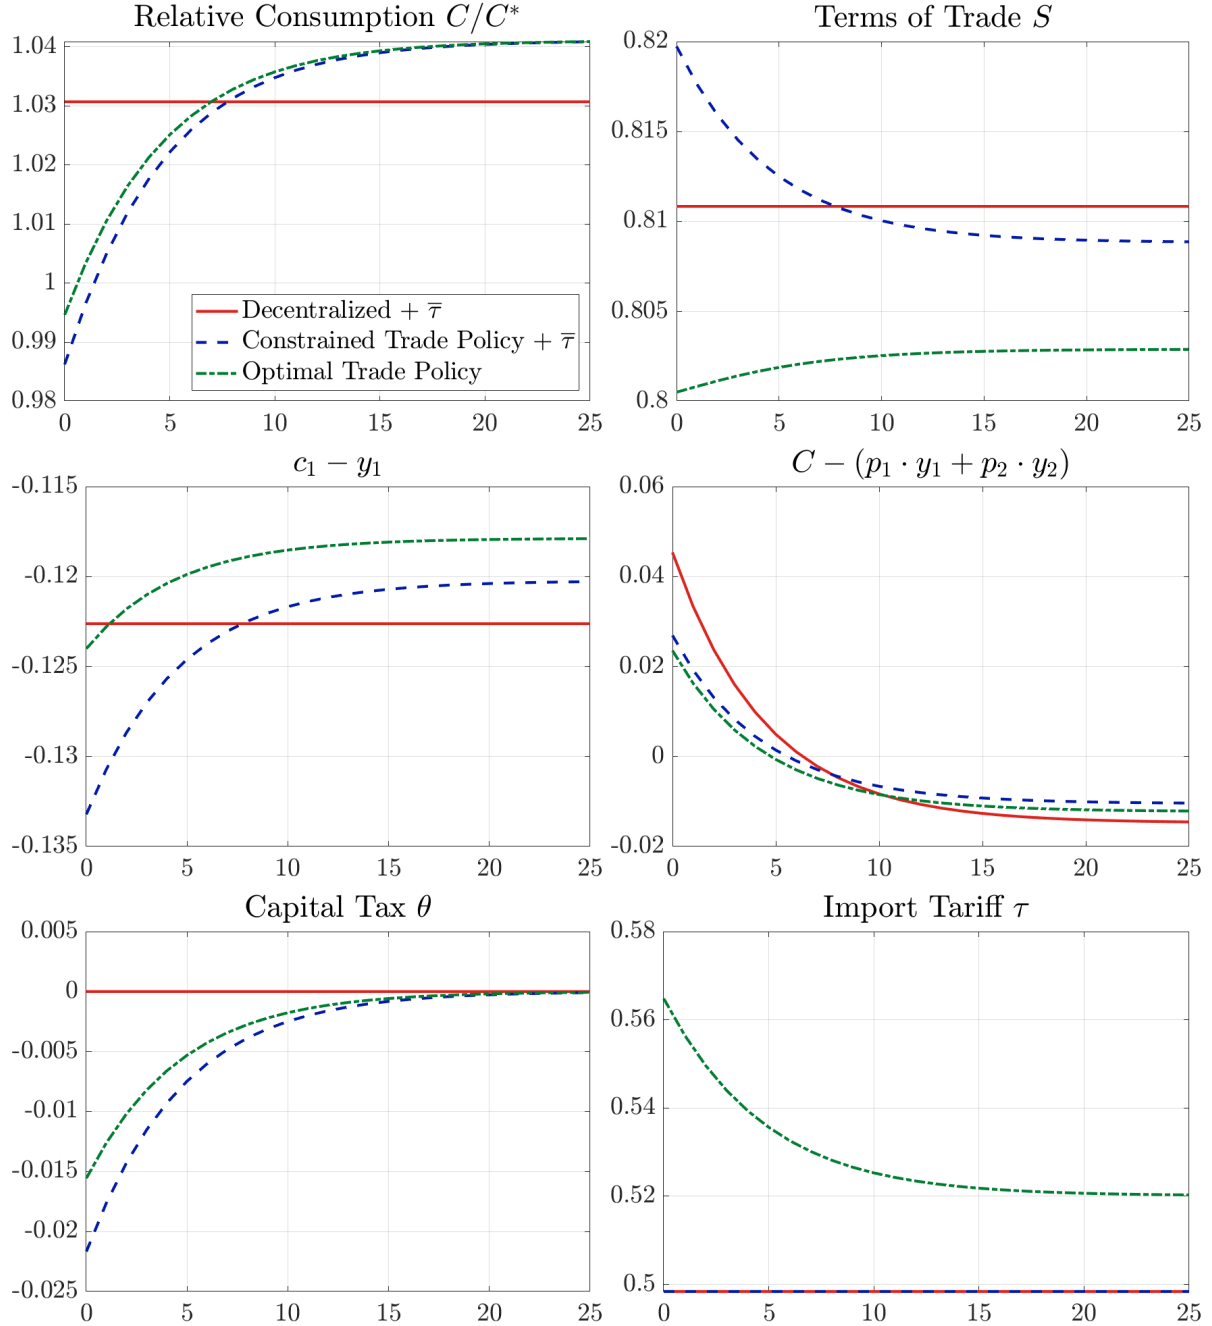 Relative Consumption C/C*
1.04
1.03
1.02
1.01
1
0.99
0.98
0 5 10 15 20 25
Decentralized + τ̅
Constrained Trade Policy + τ̅
Optimal Trade Policy
Terms of Trade S
0.82
0.815
0.81
0.805
0.8
0 5 10 15 20 25
c₁ − y₁
-0.115
-0.12
-0.125
-0.13
-0.135
0 5 10 15 20 25
C − (p₁ · y₁ + p₂ · y₂)
0.06
0.04
0.02
0
-0.02
0 5 10 15 20 25
Capital Tax θ
0.005
0
-0.005
-0.01
-0.015
-0.02
-0.025
0 5 10 15 20 25
Import Tariff τ
0.58
0.56
0.54
0.52
0.5
0 5 10 15 20 25